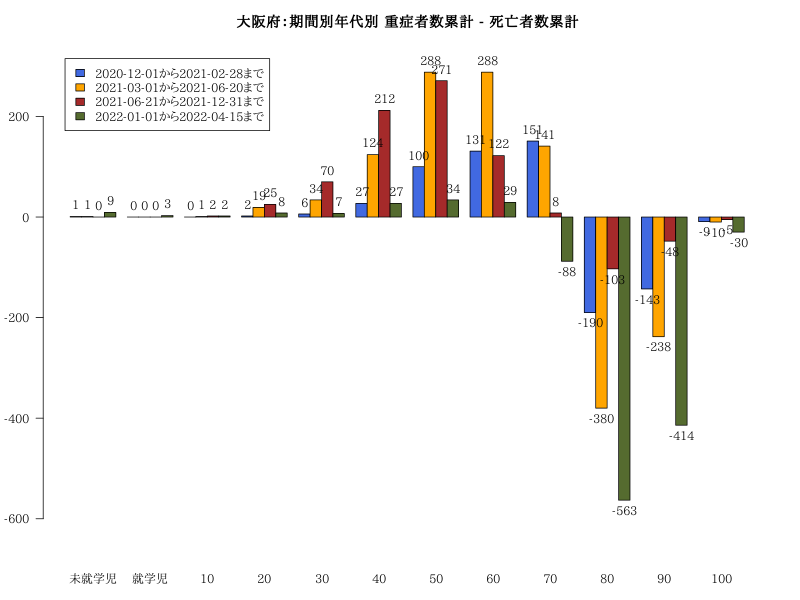 大阪府：期間別年代別 重症者数累計 - 死亡者数累計
2020-12-01から2021-02-28まで
2021-03-01から2021-06-20まで
2021-06-21から2021-12-31まで
2022-01-01から2022-04-15まで
200
0
-200
-400
-600
1 1 0 9
0 0 0 3
0 1 2 2
2 19 25 8
6 34 70 7
27 124 212 27
100 288 271 34
131 288 122 29
151 141 8 -88
-190 -380 -103 -563
-143 -238 -48 -414
-9 -10 -5 -30
未就学児 就学児 10 20 30 40 50 60 70 80 90 100